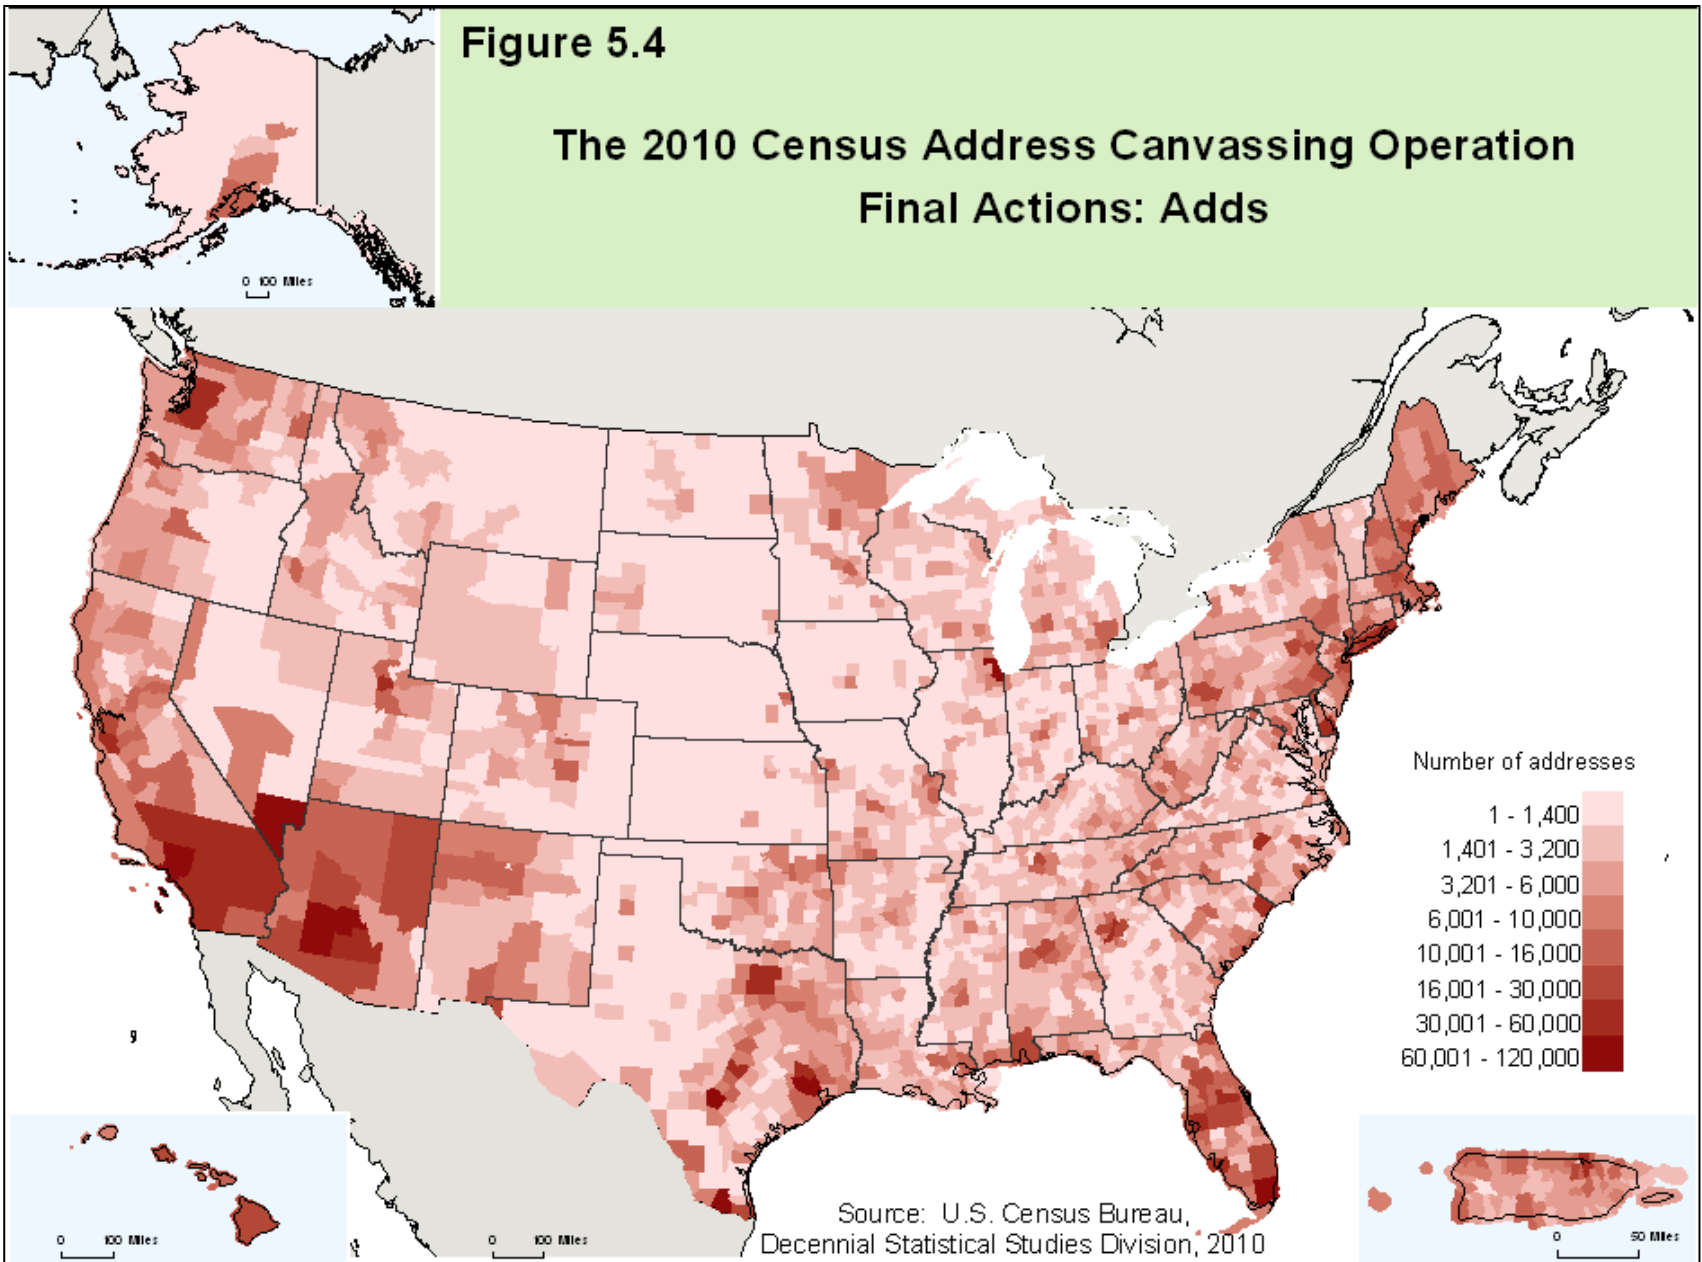 Figure 5.4
The 2010 Census Address Canvassing Operation
Final Actions: Adds
0 100 Miles
Number of addresses
1 - 1,400
1,401 - 3,200
3,201 - 6,000
6,001 - 10,000
10,001 - 16,000
16,001 - 30,000
30,001 - 60,000
60,001 - 120,000
0 100 Miles
0 100 Miles
Source: U.S. Census Bureau,
Decennial Statistical Studies Division, 2010
0 50 Miles